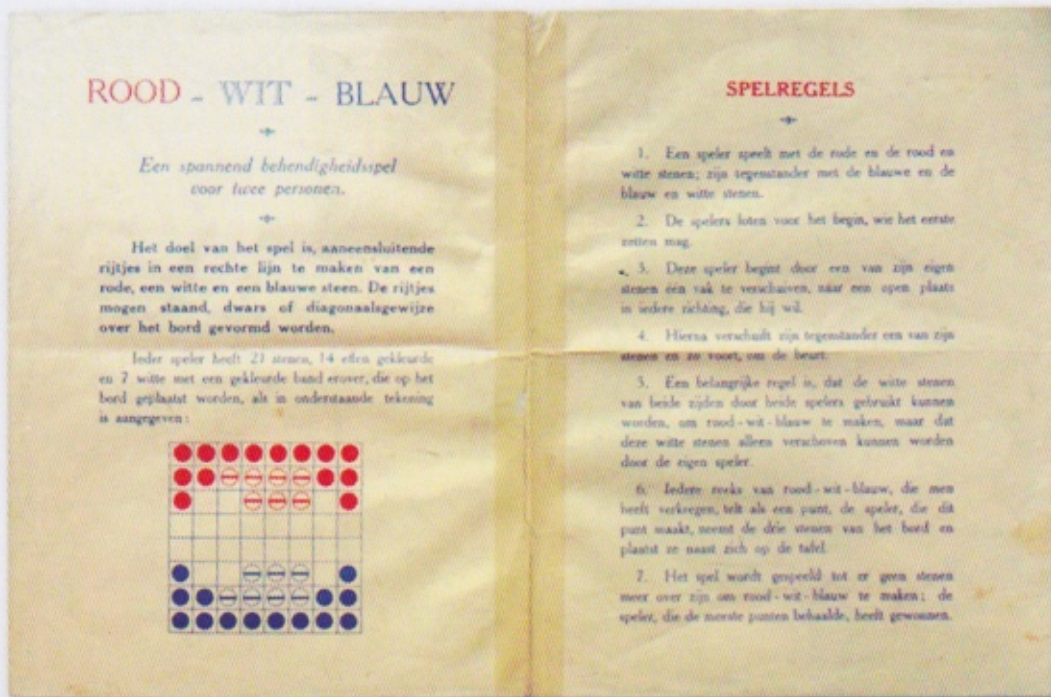 ROOD - WIT - BLAUW
Een spannend behendigheidsspel
voor twee personen.
Het doel van het spel is, aaneensluitende
rijtjes in een rechte lijn te maken van een
rode, een witte en een blauwe steen. De rijtjes
mogen staand, dwars of diagonaalsgewijze
over het bord gevormd worden.
Ieder speler heeft 21 stenen, 14 effen gekleurde
en 7 witte met een gekleurde band erover, die op het
bord geplaatst worden, als in onderstaande tekening
is aangegeven:
SPELREGELS
1. Een speler speelt met de rode en de rood en
witte stenen; zijn tegenstander met de blauwe en de
blauw en witte stenen.
2. De spelers loten voor het begin, wie het eerste
zetten mag.
3. Deze speler begint door een van zijn eigen
stenen één vak te verschuiven, naar een open plaats
in iedere richting, die hij wil.
4. Hierna verschuift zijn tegenstander een van zijn
stenen en zo voort, om de beurt.
5. Een belangrijke regel is, dat de witte stenen
van beide zijden door beide spelers gebruikt kunnen
worden, om rood-wit-blauw te maken, maar dat
deze witte stenen alleen verschoven kunnen worden
door de eigen speler.
6. Iedere reeks van rood-wit-blauw, die men
heeft verkregen, telt als een punt, de speler, die dit
punt maakt, neemt de drie stenen van het bord en
plaatst ze naast zich op de tafel.
7. Het spel wordt gespeeld tot er geen stenen
meer over zijn om rood-wit-blauw te maken; de
speler, die de meeste punten behaalde, heeft gewonnen.